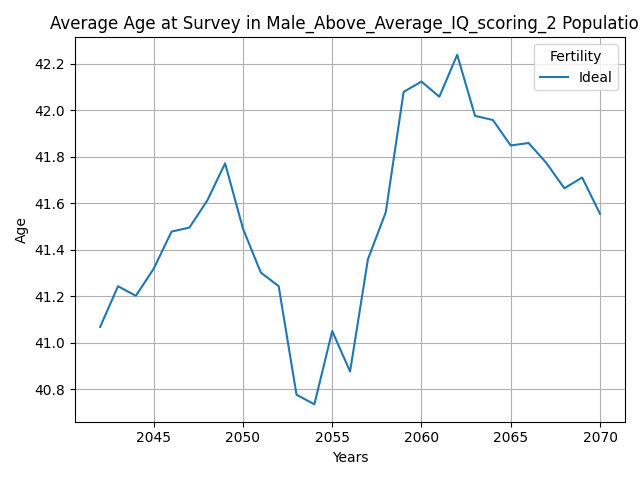 Average Age at Survey in Male_Above_Average_IQ_scoring_2 Populatio
Fertility
Ideal
42.2
42.0
41.8
41.6
41.4
41.2
41.0
40.8
Age
2045 2050 2055 2060 2065 2070
Years